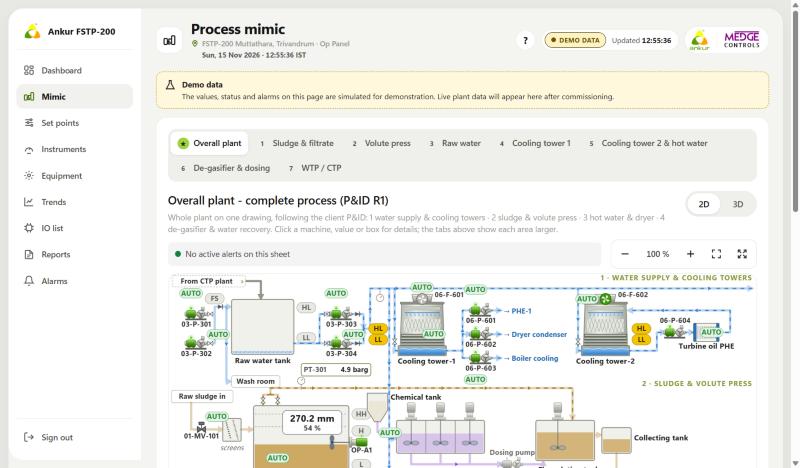 Ankur FSTP-200
Dashboard
Mimic
Set points
Instruments
Equipment
Trends
IO list
Reports
Alarms
Sign out
Process mimic
FSTP-200 Muttathara, Trivandrum · Op Panel
Sun, 15 Nov 2026 · 12:55:36 IST
?
DEMO DATA
Updated 12:55:36
ankur
MEDGE
CONTROLS
Demo data
The values, status and alarms on this page are simulated for demonstration. Live plant data will appear here after commissioning.
Overall plant
1 Sludge & filtrate
2 Volute press
3 Raw water
4 Cooling tower 1
5 Cooling tower 2 & hot water
6 De-gasifier & dosing
7 WTP / CTP
Overall plant - complete process (P&ID R1)
2D
3D
Whole plant on one drawing, following the client P&ID: 1 water supply & cooling towers · 2 sludge & volute press · 3 hot water & dryer · 4
de-gasifier & water recovery. Click a machine, value or box for details; the tabs above show each area larger.
No active alerts on this sheet
− 100 % +
1 · WATER SUPPLY & COOLING TOWERS
From CTP plant
AUTO
FS
03-P-301
AUTO
03-P-302
Raw water tank
HL
LL
AUTO
03-P-303
AUTO
03-P-304
HL
LL
AUTO
06-F-601
AUTO
Cooling tower-1
AUTO
06-P-601
→ PHE-1
06-P-602
→ Dryer condenser
06-P-603
→ Boiler cooling
AUTO
AUTO
06-F-602
HL
LL
Cooling tower-2
06-P-604
AUTO
Turbine oil PHE
PT-301 4.9 barg
Wash room
2 · SLUDGE & VOLUTE PRESS
Raw sludge in
AUTO
01-MV-101
screens
270.2 mm
54 %
AUTO
HH
H
L
OP-A1
Chemical tank
AUTO
Dosing pump
Collecting tank